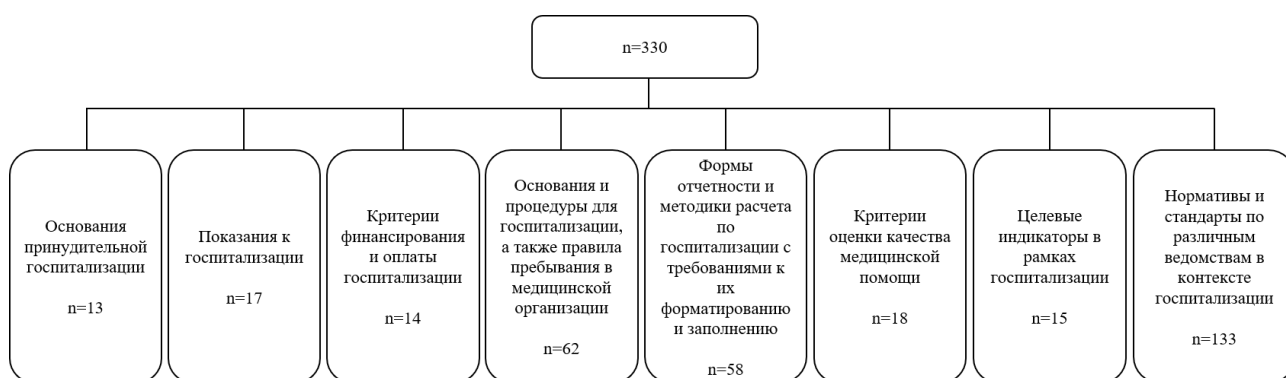 n=330
Основания
принудительной
госпитализации
n=13
Показания к
госпитализации
n=17
Критерии
финансирования
и оплаты
госпитализации
n=14
Основания и
процедуры для
госпитализации,
а также правила
пребывания в
медицинской
организации
n=62
Формы
отчетности и
методики расчета
по
госпитализации с
требованиями к
их
форматированию
и заполнению
n=58
Критерии
оценки качества
медицинской
помощи
n=18
Целевые
индикаторы в
рамках
госпитализации
n=15
Нормативы и
стандарты по
различным
ведомствам в
контексте
госпитализации
n=133